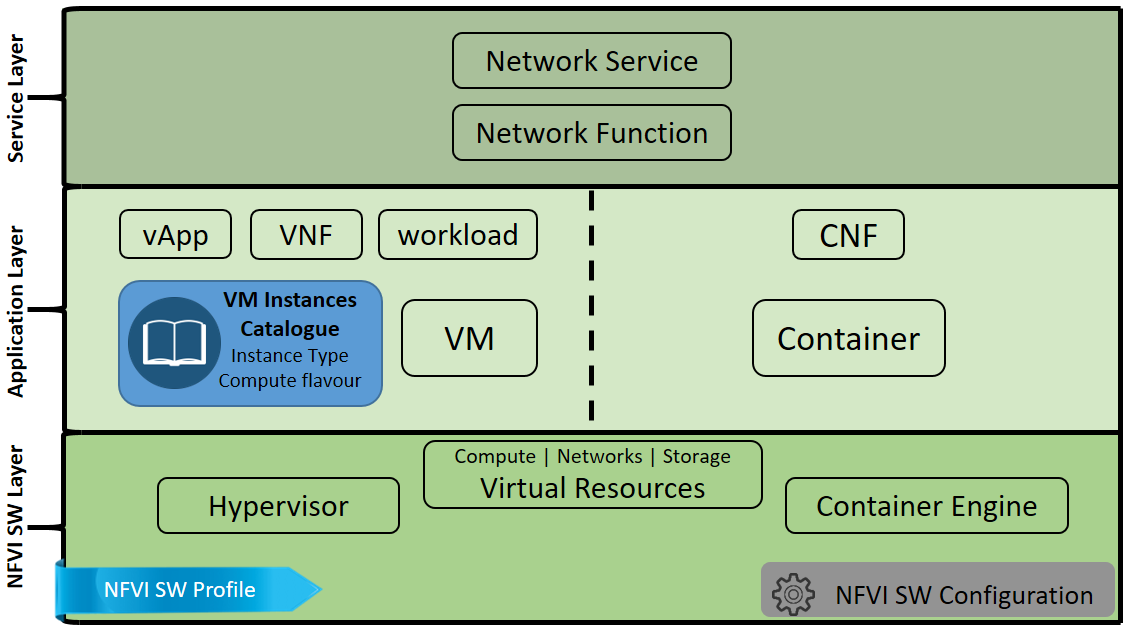 Service Layer
Network Service
Network Function
Application Layer
vApp
VNF
workload
CNF
VM Instances
Catalogue
Instance Type
Compute flavour
VM
Container
NFVI SW Layer
Compute | Networks | Storage
Virtual Resources
Hypervisor
Container Engine
NFVI SW Profile
NFVI SW Configuration